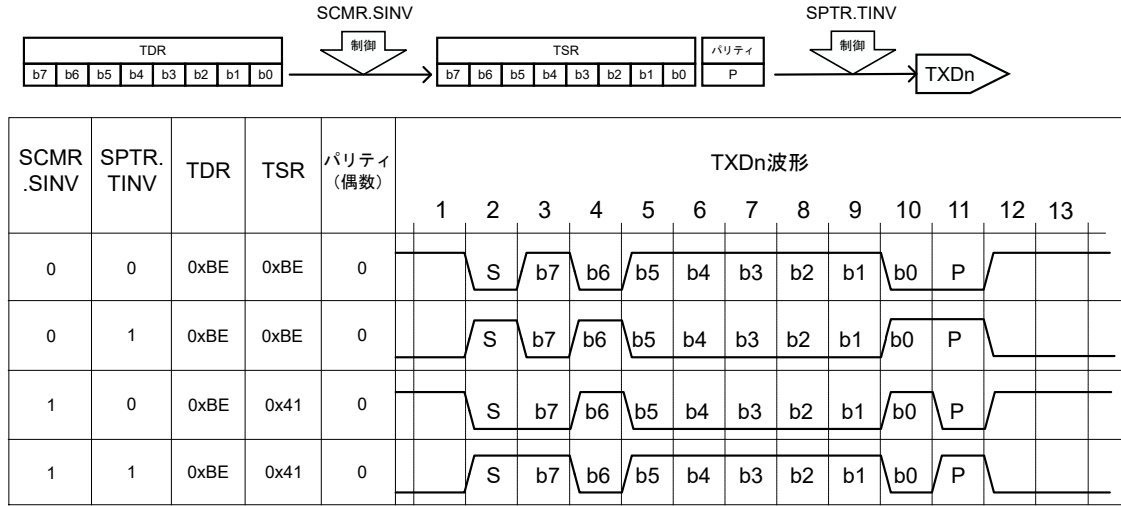 SCMR.SINV SPTR.TINV
制御 制御
TDR TSR パリティ
b7 b6 b5 b4 b3 b2 b1 b0 b7 b6 b5 b4 b3 b2 b1 b0 P TXDn
SCMR.SINV SPTR.TINV TDR TSR パリティ(偶数) TXDn波形
1 2 3 4 5 6 7 8 9 10 11 12 13
0 0 0xBE 0xBE 0 S b7 b6 b5 b4 b3 b2 b1 b0 P
0 1 0xBE 0xBE 0 S b7 b6 b5 b4 b3 b2 b1 b0 P
1 0 0xBE 0x41 0 S b7 b6 b5 b4 b3 b2 b1 b0 P
1 1 0xBE 0x41 0 S b7 b6 b5 b4 b3 b2 b1 b0 P